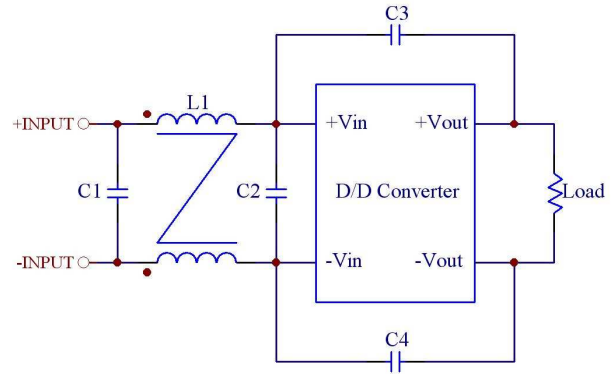 C3
L1
+INPUT
+Vin
+Vout
C1
C2
D/D Converter
Load
-INPUT
-Vin
-Vout
C4